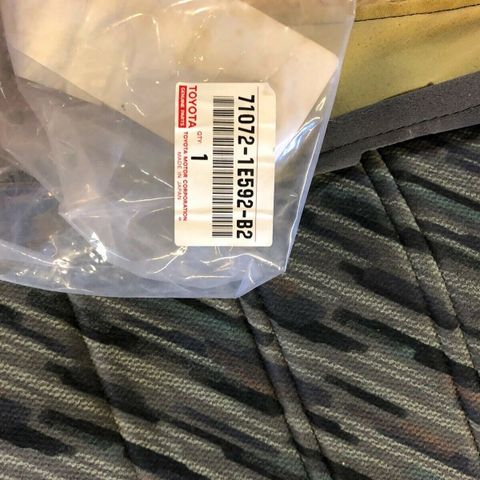 71072-1E592-B2
TOYOTA
GENUINE PARTS
QTY.
1
TOYOTA MOTOR CORPORATION
MADE IN JAPAN